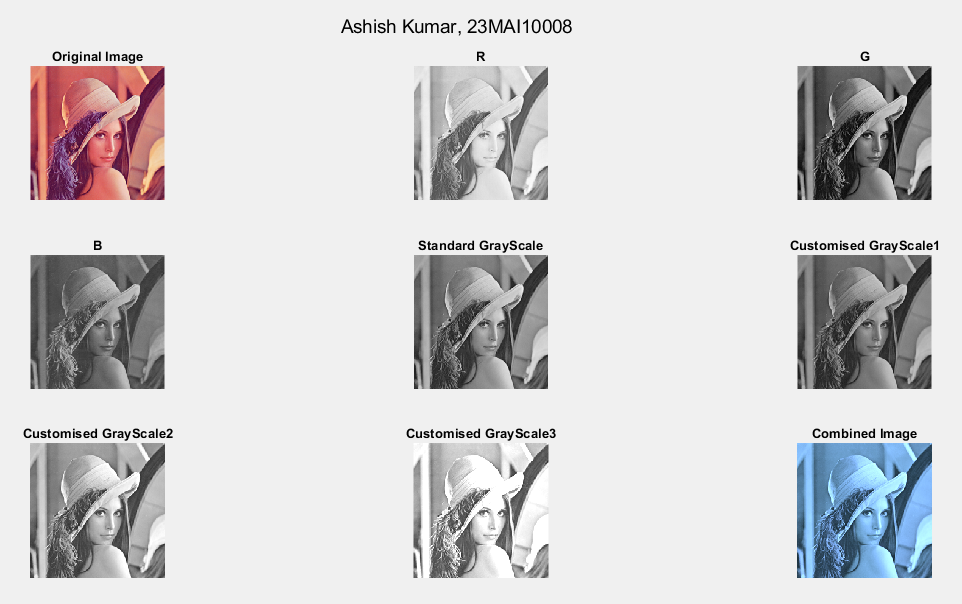 Ashish Kumar, 23MAI10008
Original Image
R
G
B
Standard GrayScale
Customised GrayScale1
Customised GrayScale2
Customised GrayScale3
Combined Image